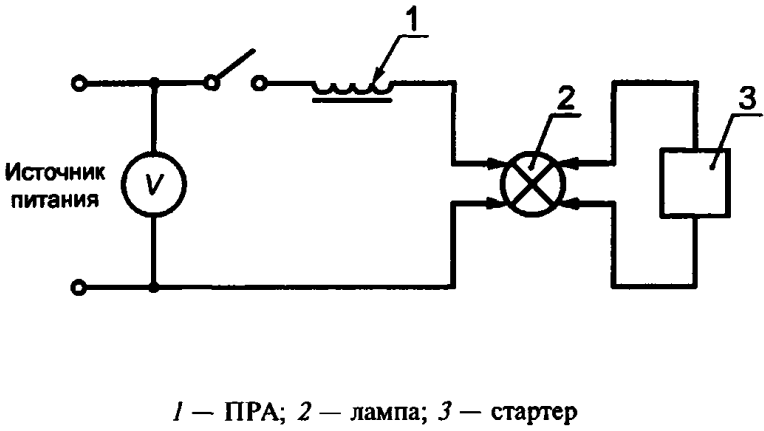 1
2
3
Источник
питания
V
1 — ПРА; 2 — лампа; 3 — стартер